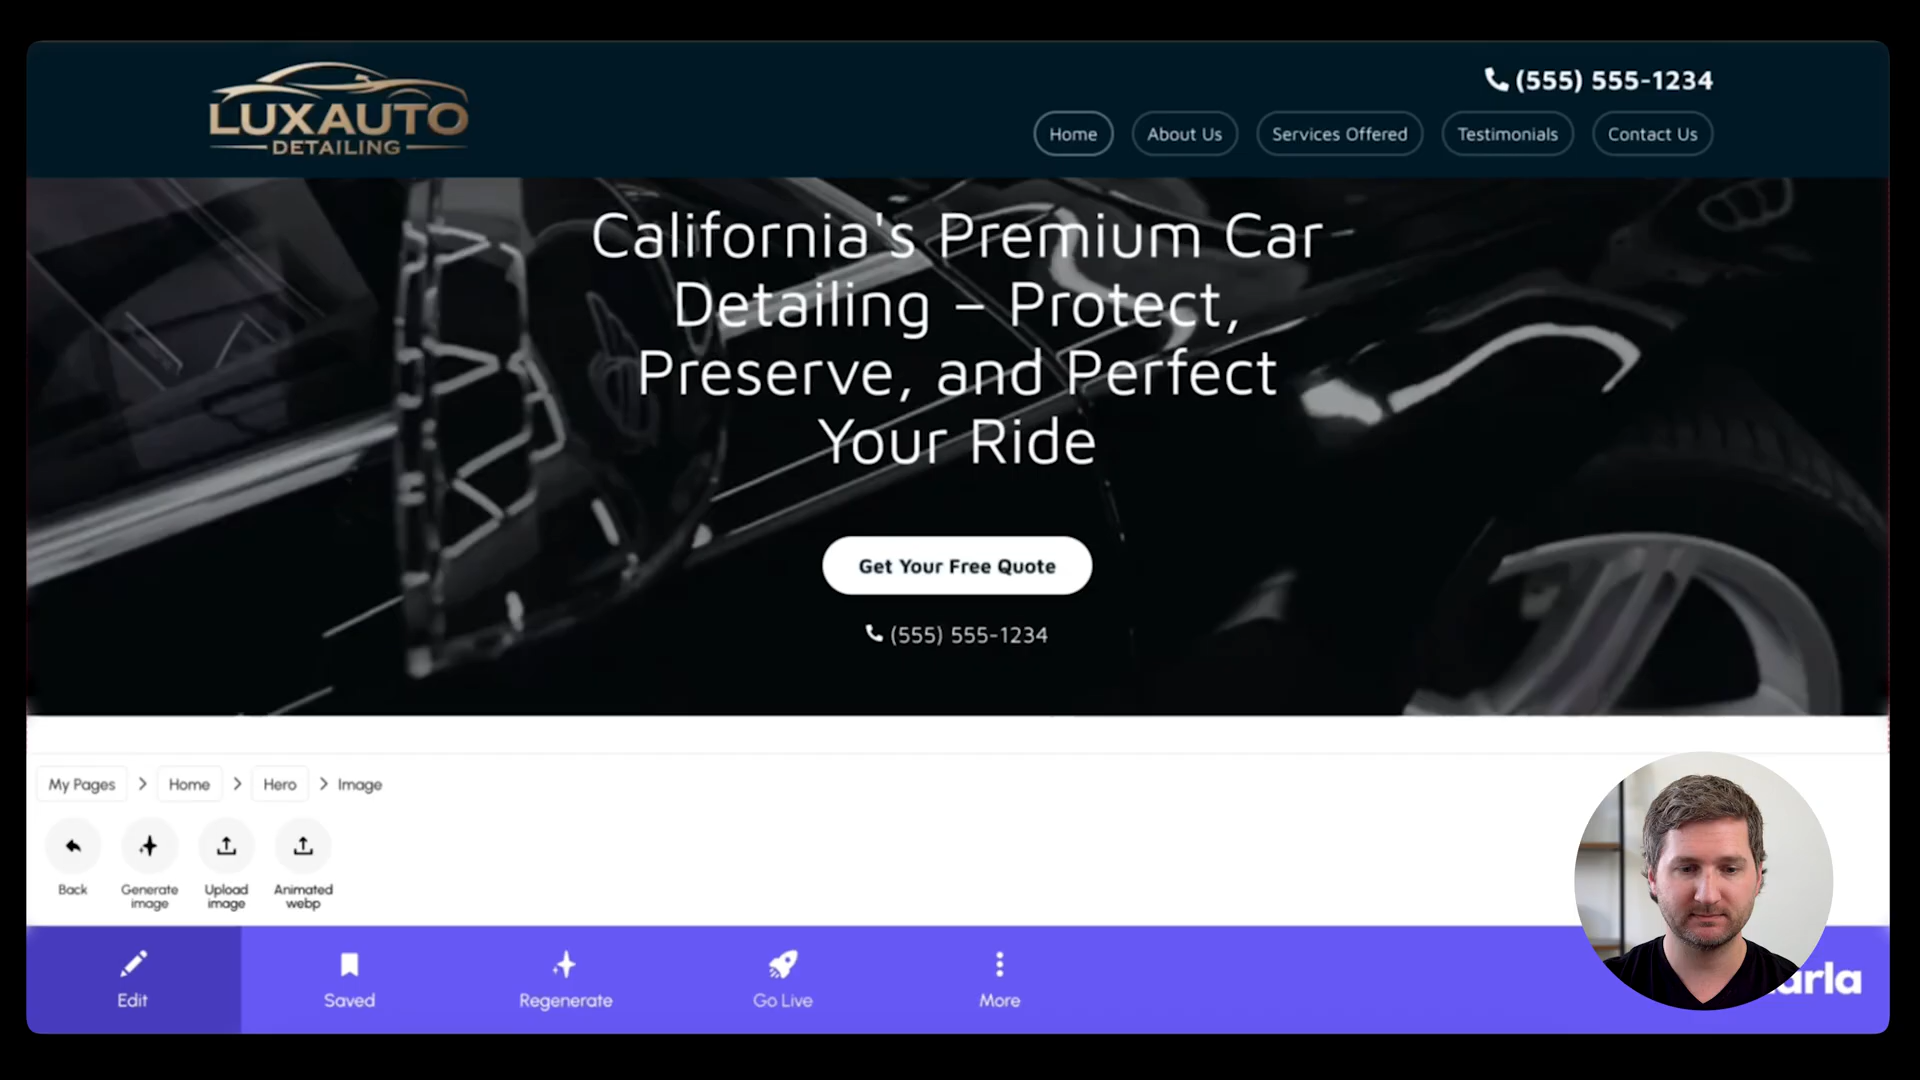 LUXAUTO
DETAILING
(555) 555-1234
Home
About Us
Services Offered
Testimonials
Contact Us
California's Premium Car
Detailing – Protect,
Preserve, and Perfect
Your Ride
Get Your Free Quote
(555) 555-1234
My Pages > Home > Hero > Image
Back
Generate
image
Upload
image
Animated
webp
Edit
Saved
Regenerate
Go Live
More